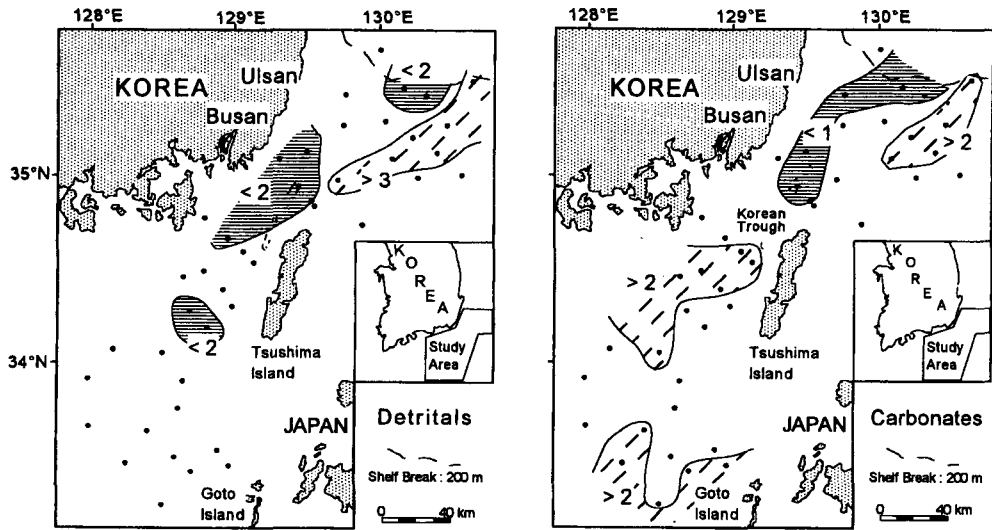 128°E 129°E 130°E
KOREA
Ulsan
Busan
< 2
35°N
< 2
> 3
K
O
R
E
A
< 2
Study
Area
34°N
Tsushima
Island
JAPAN
Detritals
Shelf Break : 200 m
Goto
Island
0 40 km
128°E 129°E 130°E
KOREA
Ulsan
Busan
< 1
> 2
35°N
Korean
Trough
> 2
K
O
R
E
A
Study
Area
34°N
Tsushima
Island
JAPAN
Carbonates
Shelf Break : 200 m
> 2
Goto
Island
0 40 km